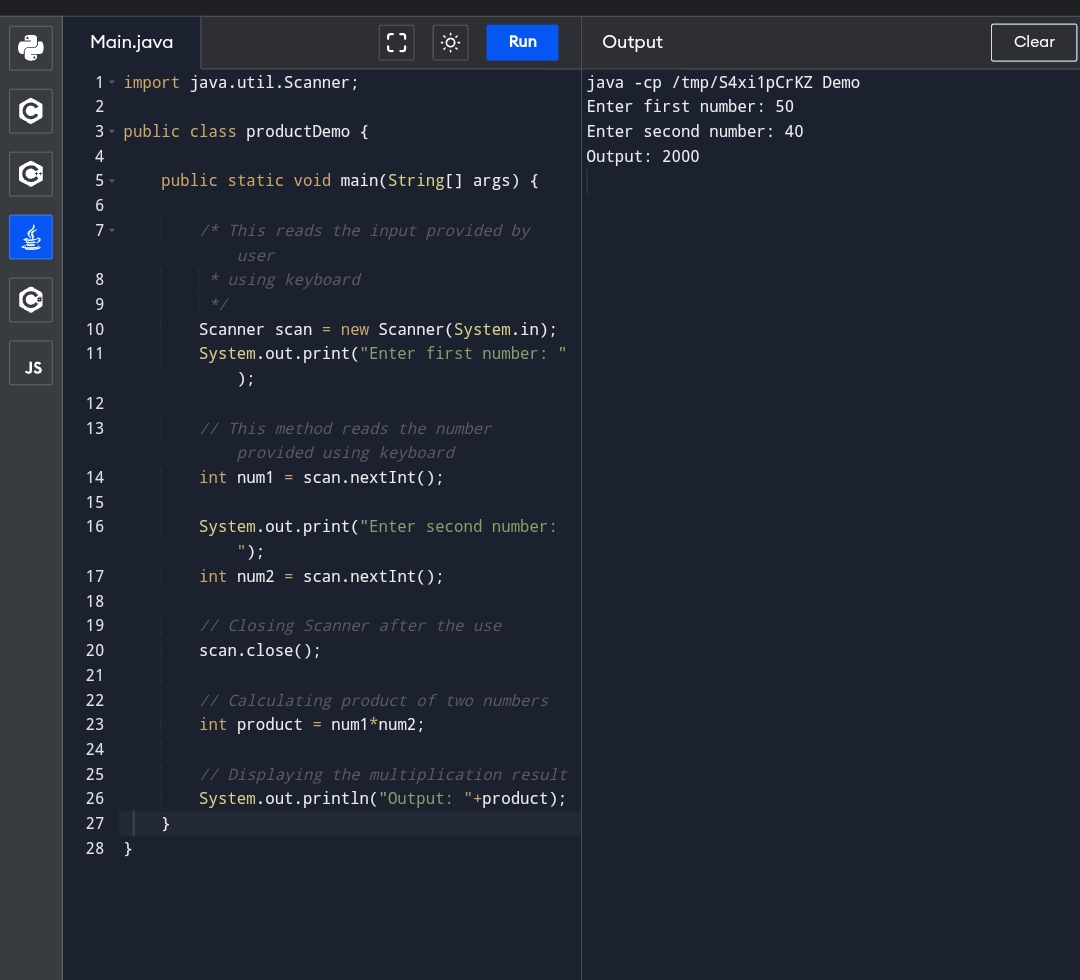 Main.java
Run
Output
Clear
JS
1 import java.util.Scanner;
2
3 public class productDemo {
4
5 public static void main(String[] args) {
6
7 /* This reads the input provided by
user
8 * using keyboard
9 */
10 Scanner scan = new Scanner(System.in);
11 System.out.print("Enter first number: "
);
12
13 // This method reads the number
provided using keyboard
14 int num1 = scan.nextInt();
15
16 System.out.print("Enter second number:
");
17 int num2 = scan.nextInt();
18
19 // Closing Scanner after the use
20 scan.close();
21
22 // Calculating product of two numbers
23 int product = num1*num2;
24
25 // Displaying the multiplication result
26 System.out.println("Output: "+product);
27 }
28 }
java -cp /tmp/S4xi1pCrKZ Demo
Enter first number: 50
Enter second number: 40
Output: 2000